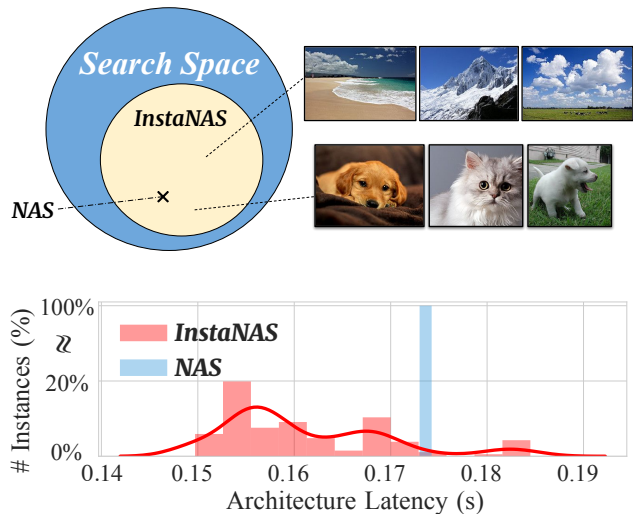 Search Space
InstaNAS
NAS
# Instances (%)
100%
≈
20%
0%
InstaNAS
NAS
0.14 0.15 0.16 0.17 0.18 0.19
Architecture Latency (s)